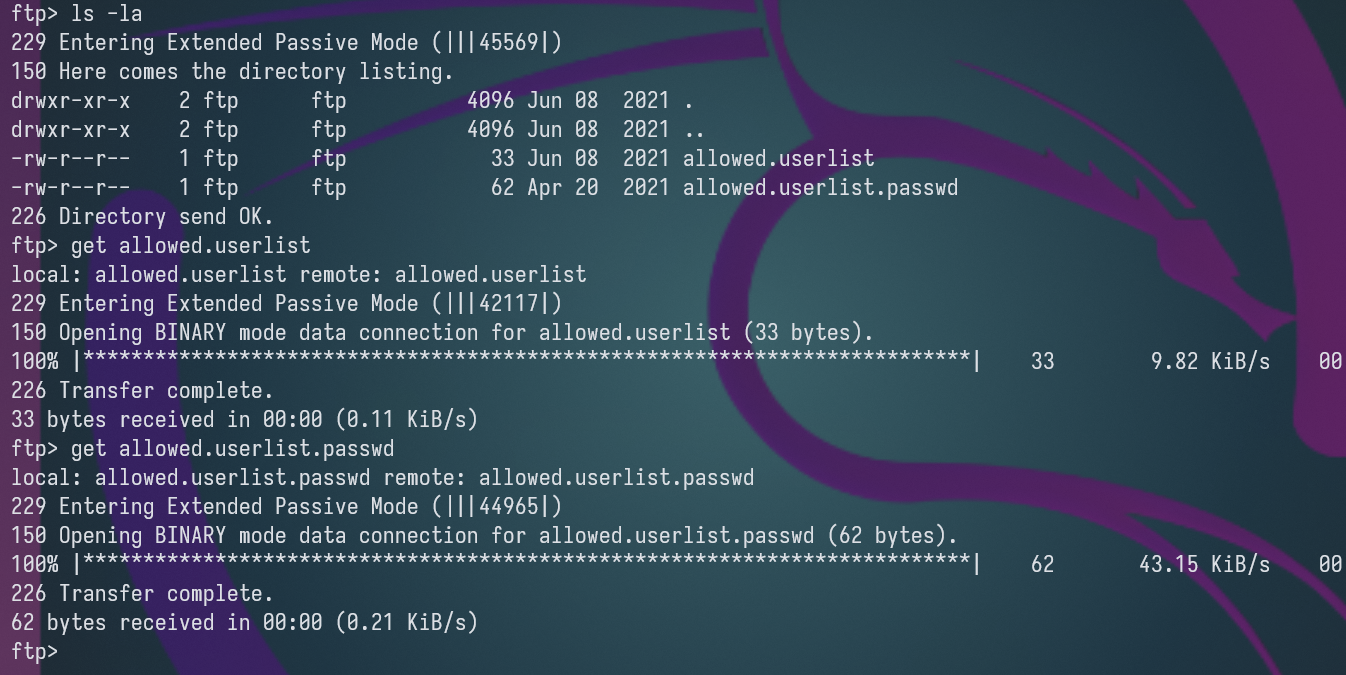 ftp> ls -la
229 Entering Extended Passive Mode (|||45569|)
150 Here comes the directory listing.
drwxr-xr-x    2 ftp      ftp          4096 Jun 08  2021 .
drwxr-xr-x    2 ftp      ftp          4096 Jun 08  2021 ..
-rw-r--r--    1 ftp      ftp            33 Jun 08  2021 allowed.userlist
-rw-r--r--    1 ftp      ftp            62 Apr 20  2021 allowed.userlist.passwd
226 Directory send OK.
ftp> get allowed.userlist
local: allowed.userlist remote: allowed.userlist
229 Entering Extended Passive Mode (|||42117|)
150 Opening BINARY mode data connection for allowed.userlist (33 bytes).
100% |**************************************************************************|    33        9.82 KiB/s    00
226 Transfer complete.
33 bytes received in 00:00 (0.11 KiB/s)
ftp> get allowed.userlist.passwd
local: allowed.userlist.passwd remote: allowed.userlist.passwd
229 Entering Extended Passive Mode (|||44965|)
150 Opening BINARY mode data connection for allowed.userlist.passwd (62 bytes).
100% |**************************************************************************|    62       43.15 KiB/s    00
226 Transfer complete.
62 bytes received in 00:00 (0.21 KiB/s)
ftp>